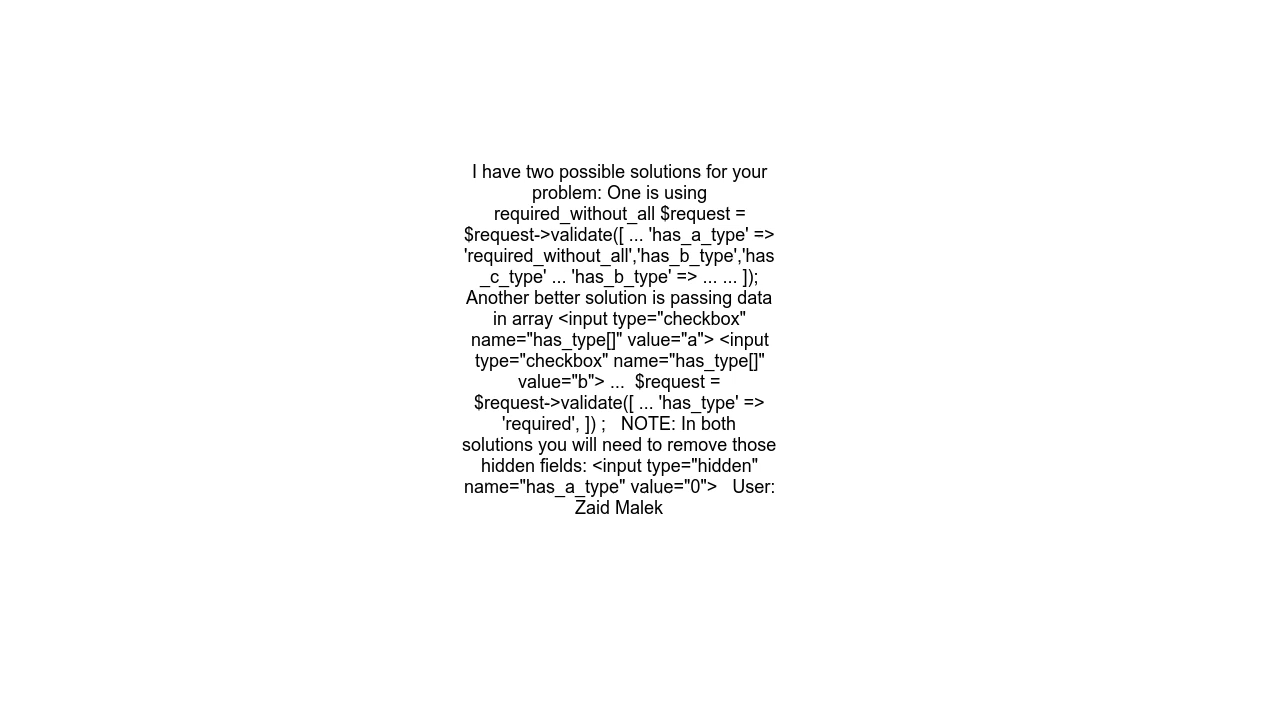 I have two possible solutions for your
problem: One is using
required_without_all $request =
$request->validate([ ... 'has_a_type' =>
'required_without_all','has_b_type','has
_c_type' ... 'has_b_type' => ... ... ]);
Another better solution is passing data
in array <input type="checkbox"
name="has_type[]" value="a"> <input
type="checkbox" name="has_type[]"
value="b"> ...  $request =
$request->validate([ ... 'has_type' =>
'required', ]) ;   NOTE: In both
solutions you will need to remove those
hidden fields: <input type="hidden"
name="has_a_type" value="0">   User:
Zaid Malek